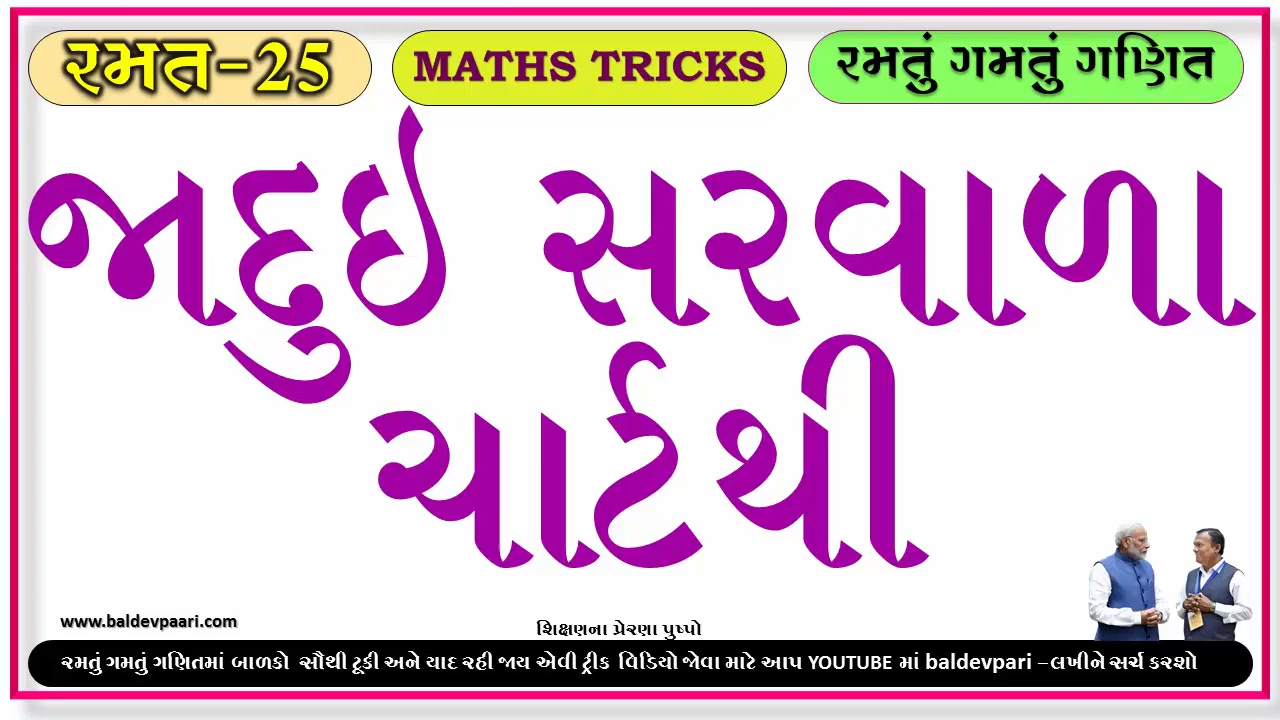 રમત-25
MATHS TRICKS
રમતું ગમતું ગણિત
જાદુઇ સરવાળા
ચાર્ટથી
www.baldevpaari.com
શિક્ષણના પ્રેરણા પુષ્પો
રમતું ગમતું ગણિતમાં બાળકો સૌથી ટૂકી અને યાદ રહી જાય એવી ટ્રીક વિડિયો જોવા માટે આપ YOUTUBE માં baldevpari –લખીને સર્ચ કરશો